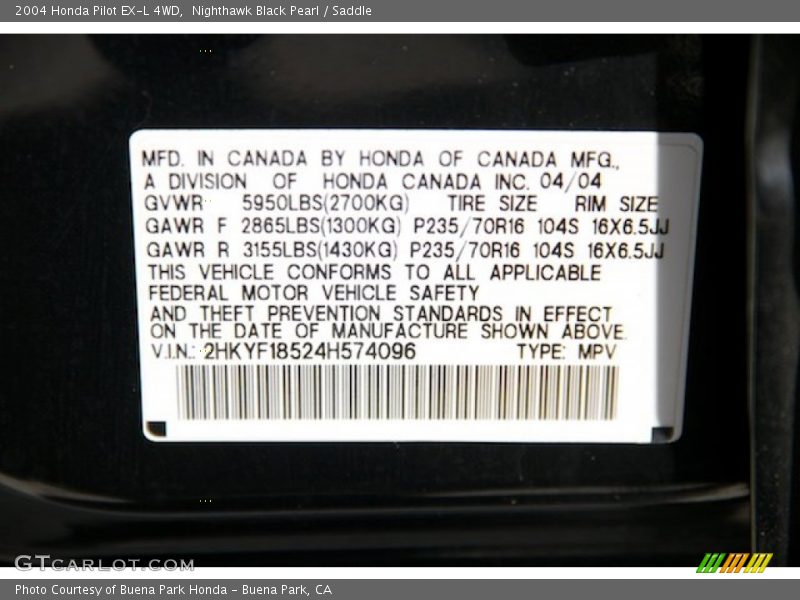 2004 Honda Pilot EX-L 4WD,  Nighthawk Black Pearl / Saddle
MFD. IN CANADA BY HONDA OF CANADA MFG.,
A DIVISION OF HONDA CANADA INC. 04/04
GVWR 5950LBS(2700KG) TIRE SIZE RIM SIZE
GAWR F 2865LBS(1300KG) P235/70R16 104S 16X6.5JJ
GAWR R 3155LBS(1430KG) P235/70R16 104S 16X6.5JJ
THIS VEHICLE CONFORMS TO ALL APPLICABLE
FEDERAL MOTOR VEHICLE SAFETY
AND THEFT PREVENTION STANDARDS IN EFFECT
ON THE DATE OF MANUFACTURE SHOWN ABOVE.
V.I.N.: 2HKYF18524H574096 TYPE: MPV
GTCARLOT.COM
Photo Courtesy of Buena Park Honda - Buena Park, CA